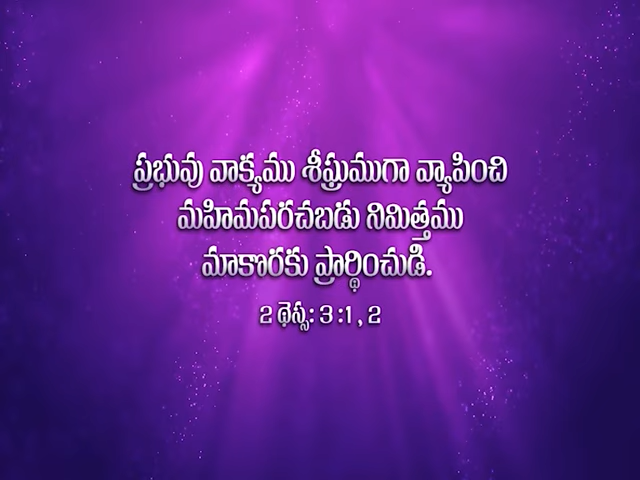 ప్రభువు వాక్యము శీఘ్రముగా వ్యాపించి
మహిమపరచబడు నిమిత్తము
మాకొరకు ప్రార్థించుడి.
2 థెస్స: 3 :1 , 2